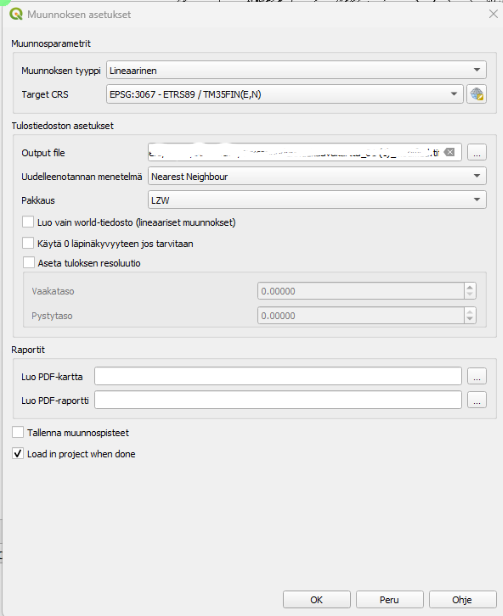 Muunnoksen asetukset
Muunnosparametrit
Muunnoksen tyyppi Lineaarinen
Target CRS EPSG:3067 - ETRS89 / TM35FIN(E,N)
Tulostiedoston asetukset
Output file ...
Uudelleenotannan menetelmä Nearest Neighbour
Pakkaus LZW
Luo vain world-tiedosto (lineaariset muunnokset)
Käytä 0 läpinäkyvyyteen jos tarvitaan
Aseta tuloksen resoluutio
Vaakataso 0.00000
Pystytaso 0.00000
Raportit
Luo PDF-kartta ...
Luo PDF-raportti ...
Tallenna muunnospisteet
Load in project when done
OK Peru Ohje